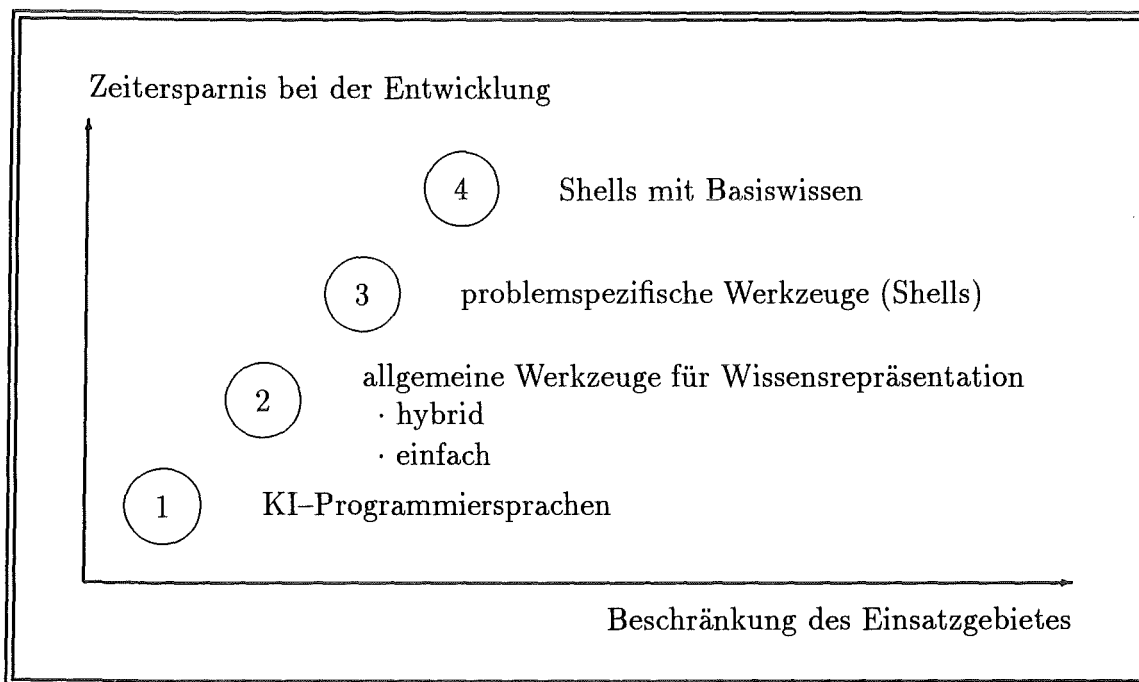 Zeitersparnis bei der Entwicklung
4 Shells mit Basiswissen
3 problemspezifische Werkzeuge (Shells)
2 allgemeine Werkzeuge für Wissensrepräsentation
· hybrid
· einfach
1 KI–Programmiersprachen
Beschränkung des Einsatzgebietes